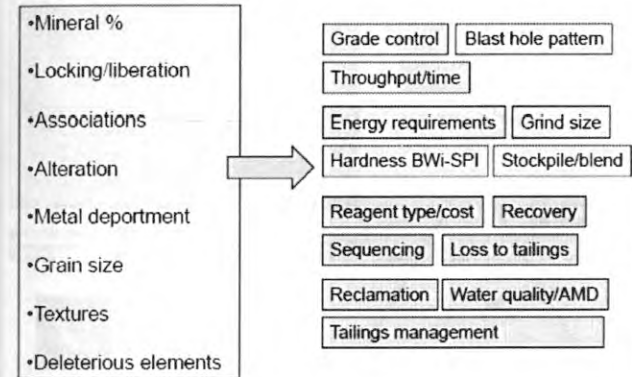 •Mineral %
•Locking/liberation
•Associations
•Alteration
•Metal deportment
•Grain size
•Textures
•Deleterious elements
Grade control Blast hole pattern
Throughput/time
Energy requirements Grind size
Hardness BWi-SPI Stockpile/blend
Reagent type/cost Recovery
Sequencing Loss to tailings
Reclamation Water quality/AMD
Tailings management